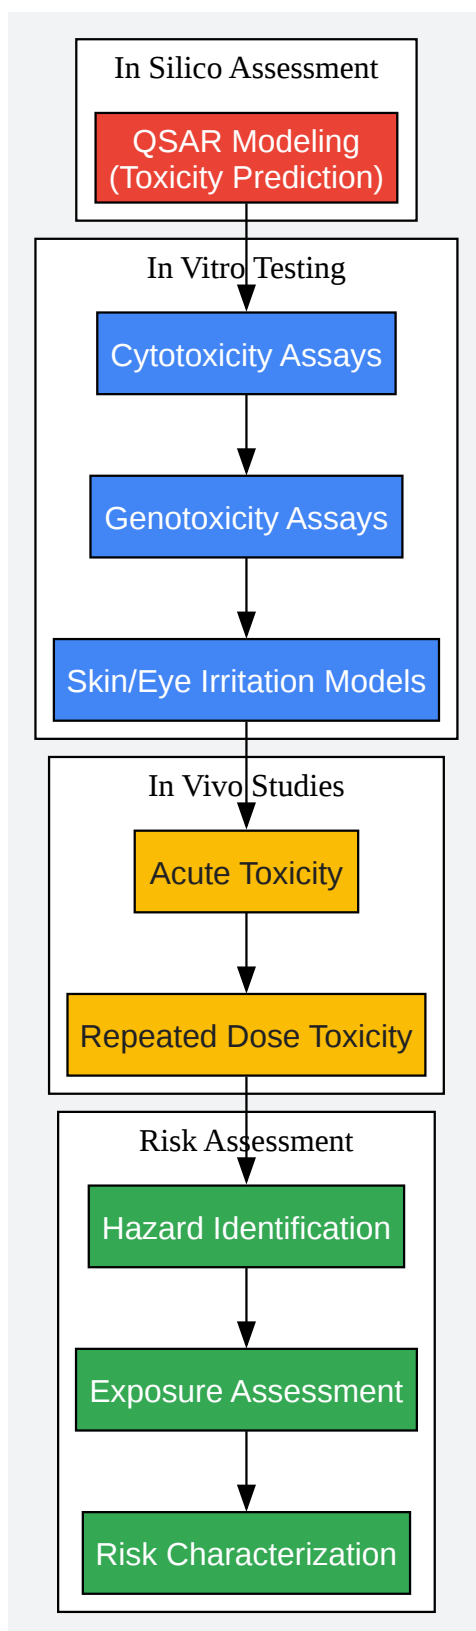 In Silico Assessment
QSAR Modeling
(Toxicity Prediction)
In Vitro Testing
Cytotoxicity Assays
Genotoxicity Assays
Skin/Eye Irritation Models
In Vivo Studies
Acute Toxicity
Repeated Dose Toxicity
Risk Assessment
Hazard Identification
Exposure Assessment
Risk Characterization